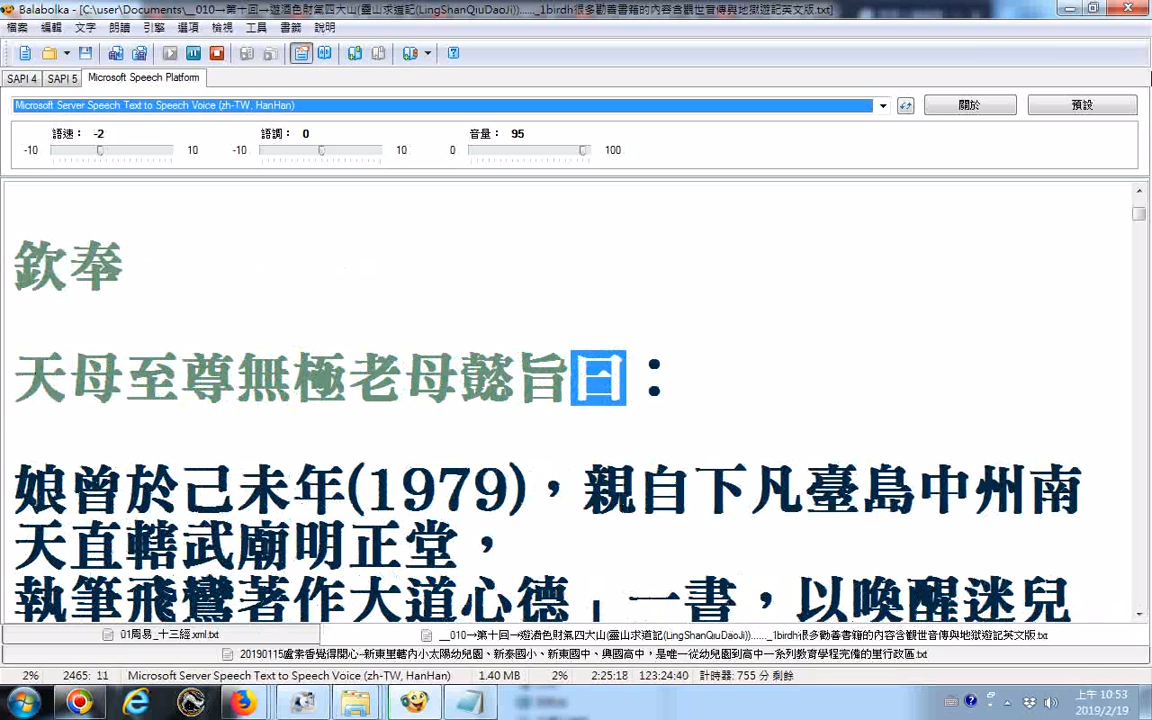 Balabolka - [C:\user\Documents\__010→第十回→遊酒色財氣四大山(靈山求道記(LingShanQiuDaoJi))......_1birdh很多勸善書籍的內容含觀世音傳與地獄遊記英文版.txt]
檔案 編輯 文字 朗讀 引擎 選項 檢視 工具 書籤 說明
SAPI 4 SAPI 5 Microsoft Speech Platform
Microsoft Server Speech Text to Speech Voice (zh-TW, HanHan) 關於 預設
語速： -2 語調： 0 音量： 95
-10 10 -10 10 0 100
欽奉
天母至尊無極老母懿旨曰：
娘曾於己未年(1979)，親自下凡臺島中州南
天直轄武廟明正堂，
執筆飛鸞著作大道心德」一書，以喚醒迷兒
01周易_十三經.xml.txt __010→第十回→遊酒色財氣四大山(靈山求道記(LingShanQiuDaoJi))......_1birdh很多勸善書籍的內容含觀世音傳與地獄遊記英文版.txt
20190115盧素香覺得開心~新東里轄內小太陽幼兒園、新泰國小、新東國中、興國高中，是唯一從幼兒園到高中一系列教育學程完備的里行政區.txt
2% 2465: 11 Microsoft Server Speech Text to Speech Voice (zh-TW, HanHan) 1.40 MB 2% 2:25:18 123:24:40 計時器: 755 分 剩餘
上午 10:53
2019/2/19